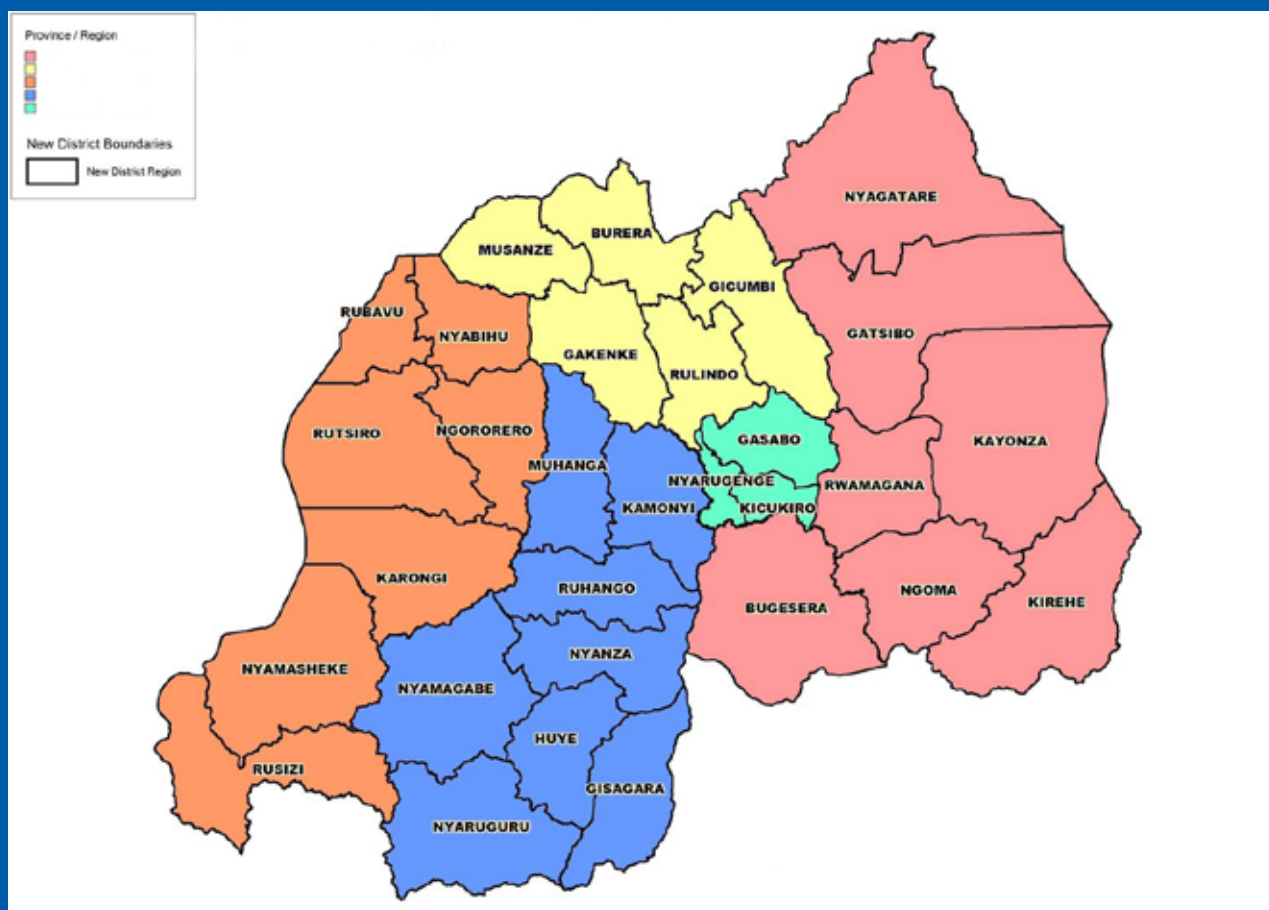 Province / Region
New District Boundaries
New District Region
NYAGATARE
BURERA
MUSANZE
GICUMBI
RUBAVU
NYABIHU
GATSIBO
GAKENKE
RULINDO
RUTSIRO
NGORORERO
GASABO
KAYONZA
MUHANGA
NYARUGENGE
RWAMAGANA
KAMONYI
KICUKIRO
KARONGI
RUHANGO
NGOMA
BUGESERA
KIREHE
NYANZA
NYAMASHEKE
NYAMAGABE
HUYE
RUSIZI
GISAGARA
NYARUGURU